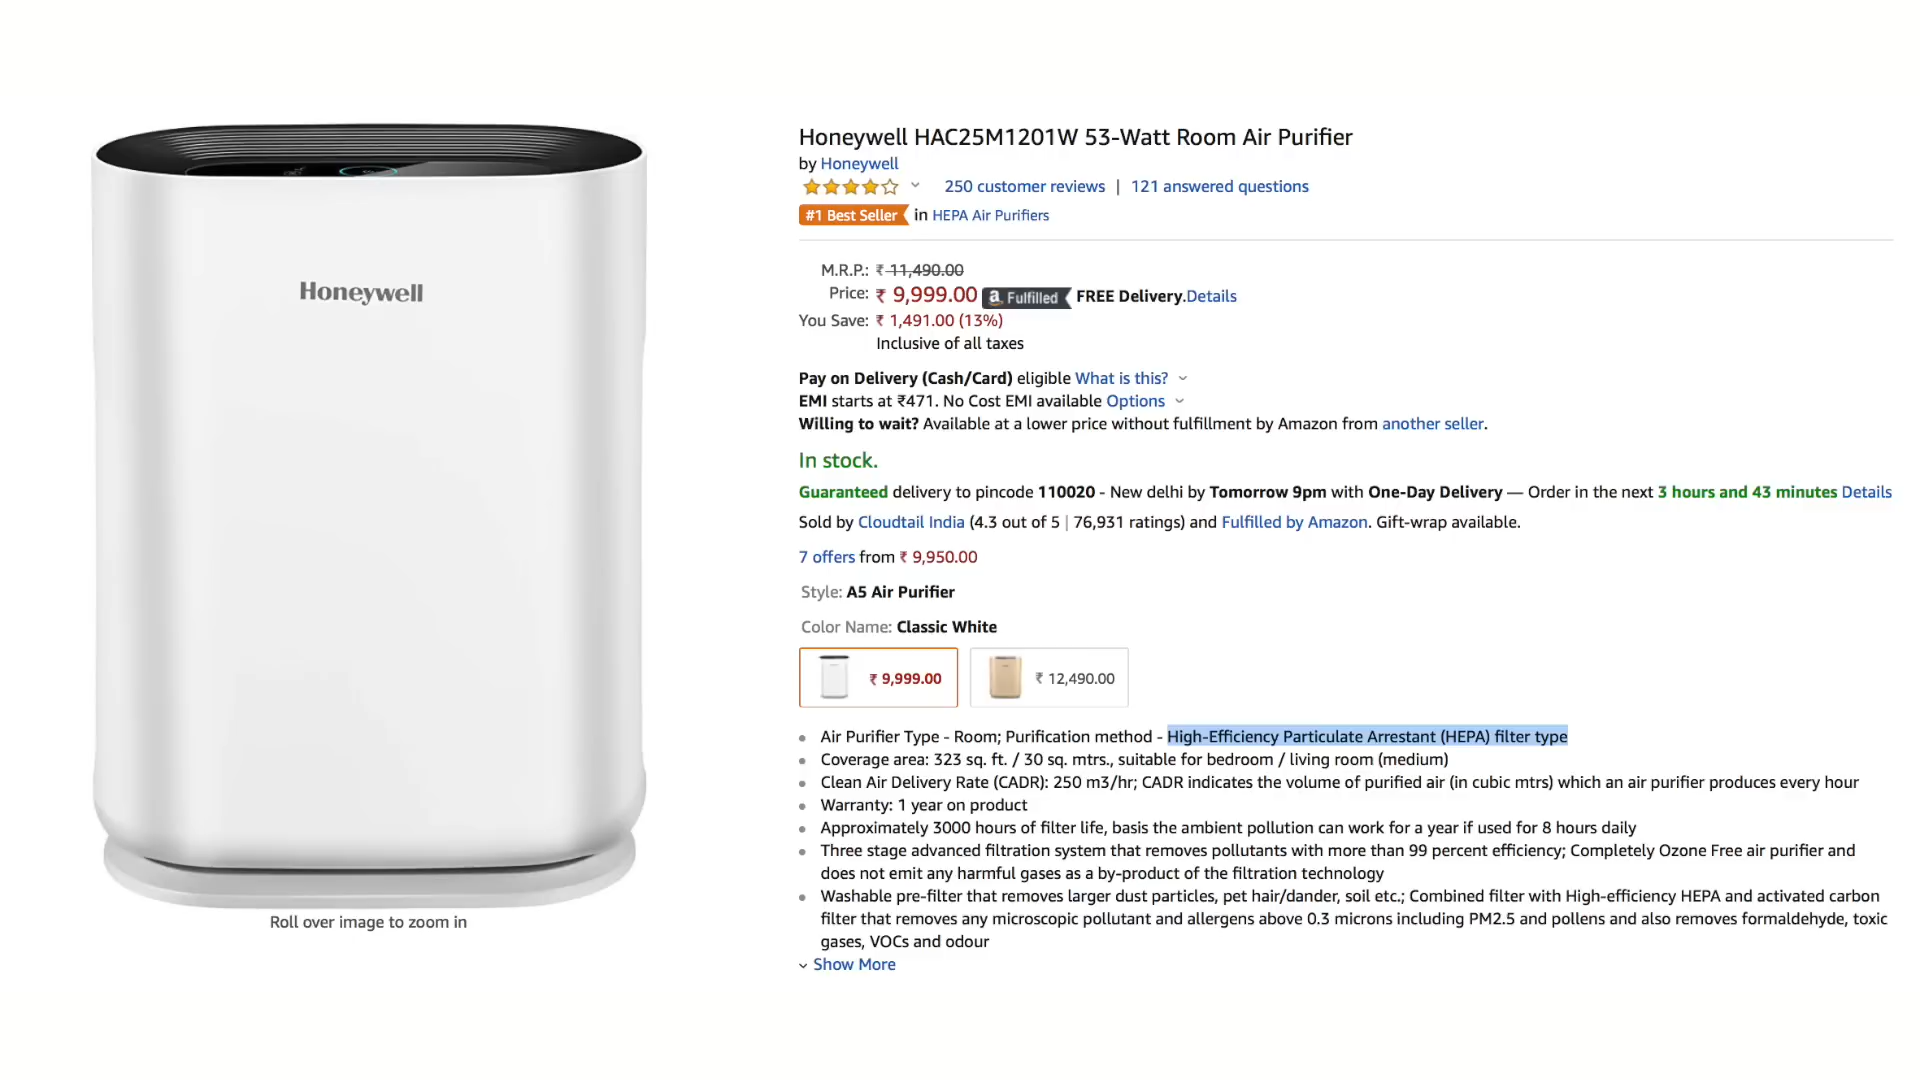 Honeywell
Roll over image to zoom in
Honeywell HAC25M1201W 53-Watt Room Air Purifier
by Honeywell
250 customer reviews | 121 answered questions
#1 Best Seller in HEPA Air Purifiers
M.R.P.: ₹ 11,490.00
Price: ₹ 9,999.00 a Fulfilled FREE Delivery.Details
You Save: ₹ 1,491.00 (13%)
Inclusive of all taxes
Pay on Delivery (Cash/Card) eligible What is this?
EMI starts at ₹471. No Cost EMI available Options
Willing to wait? Available at a lower price without fulfillment by Amazon from another seller.
In stock.
Guaranteed delivery to pincode 110020 - New delhi by Tomorrow 9pm with One-Day Delivery — Order in the next 3 hours and 43 minutes Details
Sold by Cloudtail India (4.3 out of 5 | 76,931 ratings) and Fulfilled by Amazon. Gift-wrap available.
7 offers from ₹ 9,950.00
Style: A5 Air Purifier
Color Name: Classic White
₹ 9,999.00 ₹ 12,490.00
Air Purifier Type - Room; Purification method - High-Efficiency Particulate Arrestant (HEPA) filter type
Coverage area: 323 sq. ft. / 30 sq. mtrs., suitable for bedroom / living room (medium)
Clean Air Delivery Rate (CADR): 250 m3/hr; CADR indicates the volume of purified air (in cubic mtrs) which an air purifier produces every hour
Warranty: 1 year on product
Approximately 3000 hours of filter life, basis the ambient pollution can work for a year if used for 8 hours daily
Three stage advanced filtration system that removes pollutants with more than 99 percent efficiency; Completely Ozone Free air purifier and
does not emit any harmful gases as a by-product of the filtration technology
Washable pre-filter that removes larger dust particles, pet hair/dander, soil etc.; Combined filter with High-efficiency HEPA and activated carbon
filter that removes any microscopic pollutant and allergens above 0.3 microns including PM2.5 and pollens and also removes formaldehyde, toxic
gases, VOCs and odour
Show More